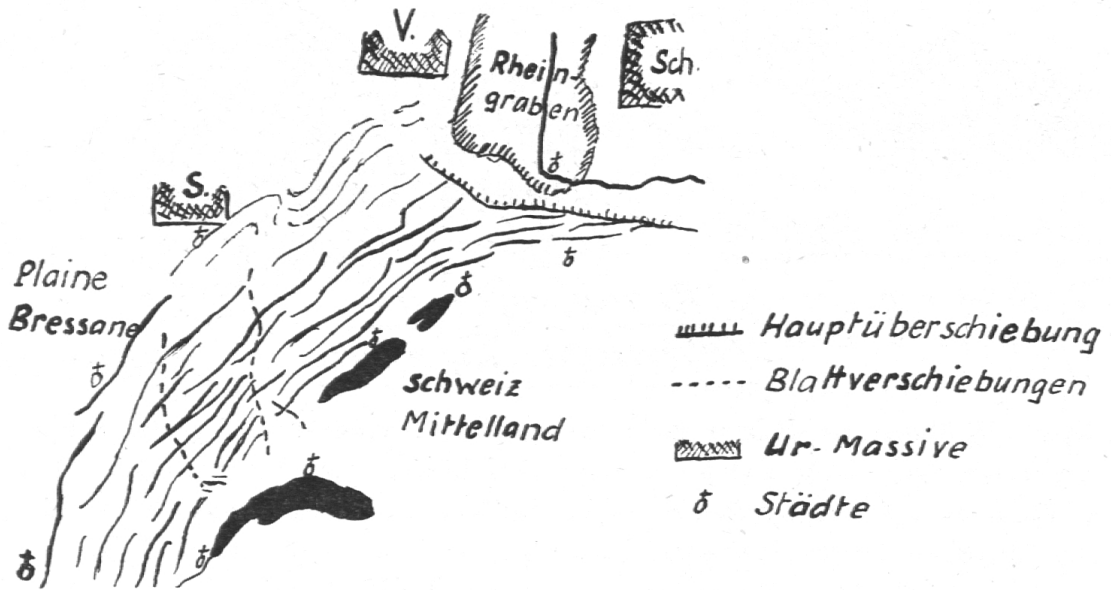 V.
Rhein-
graben
Sch.
S.
Plaine
Bressane
schweiz
Mittelland
Hauptüberschiebung
Blattverschiebungen
Ur-Massive
Städte